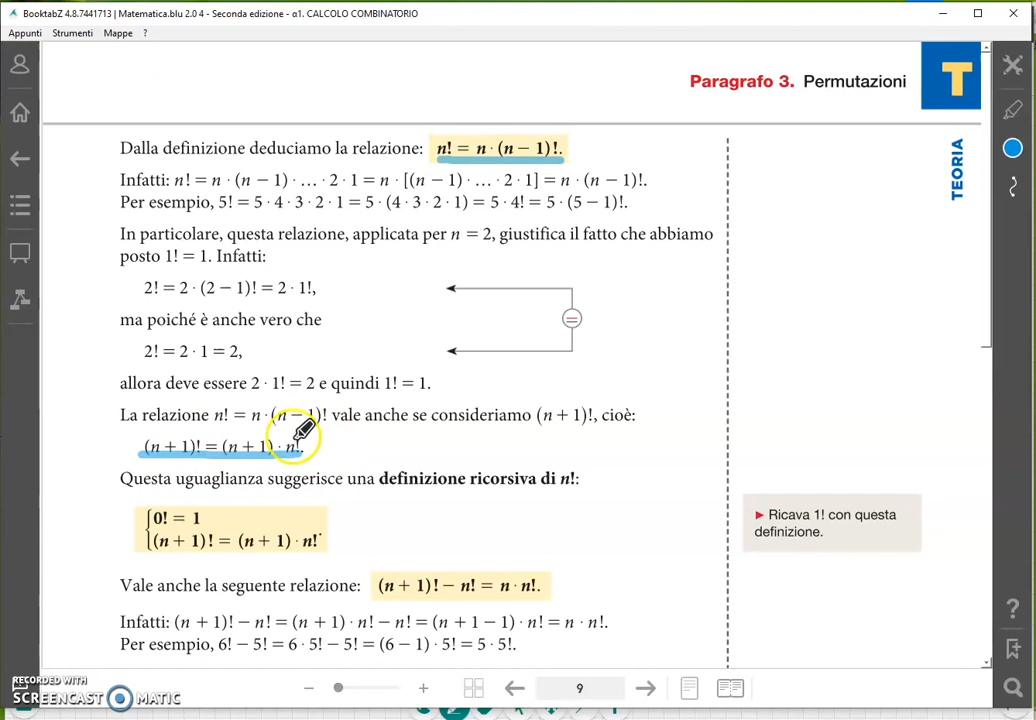 BooktabZ 4.8.7441713 | Matematica.blu 2.0 4 - Seconda edizione - α1. CALCOLO COMBINATORIO
Appunti Strumenti Mappe ?
Paragrafo 3. Permutazioni
T
TEORIA
Dalla definizione deduciamo la relazione: n! = n · (n − 1)!.
Infatti: n! = n · (n − 1) · … · 2 · 1 = n · [(n − 1) · … · 2 · 1] = n · (n − 1)!.
Per esempio, 5! = 5 · 4 · 3 · 2 · 1 = 5 · (4 · 3 · 2 · 1) = 5 · 4! = 5 · (5 − 1)!.
In particolare, questa relazione, applicata per n = 2, giustifica il fatto che abbiamo
posto 1! = 1. Infatti:
2! = 2 · (2 − 1)! = 2 · 1!,
=
ma poiché è anche vero che
2! = 2 · 1 = 2,
allora deve essere 2 · 1! = 2 e quindi 1! = 1.
La relazione n! = n · (n − 1)! vale anche se consideriamo (n + 1)!, cioè:
(n + 1)! = (n + 1) · n!.
Questa uguaglianza suggerisce una definizione ricorsiva di n!:
0! = 1
(n + 1)! = (n + 1) · n!.
► Ricava 1! con questa
definizione.
Vale anche la seguente relazione: (n + 1)! − n! = n · n!.
Infatti: (n + 1)! − n! = (n + 1) · n! − n! = (n + 1 − 1) · n! = n · n!.
Per esempio, 6! − 5! = 6 · 5! − 5! = (6 − 1) · 5! = 5 · 5!.
RECORDED WITH
SCREENCAST MATIC
9